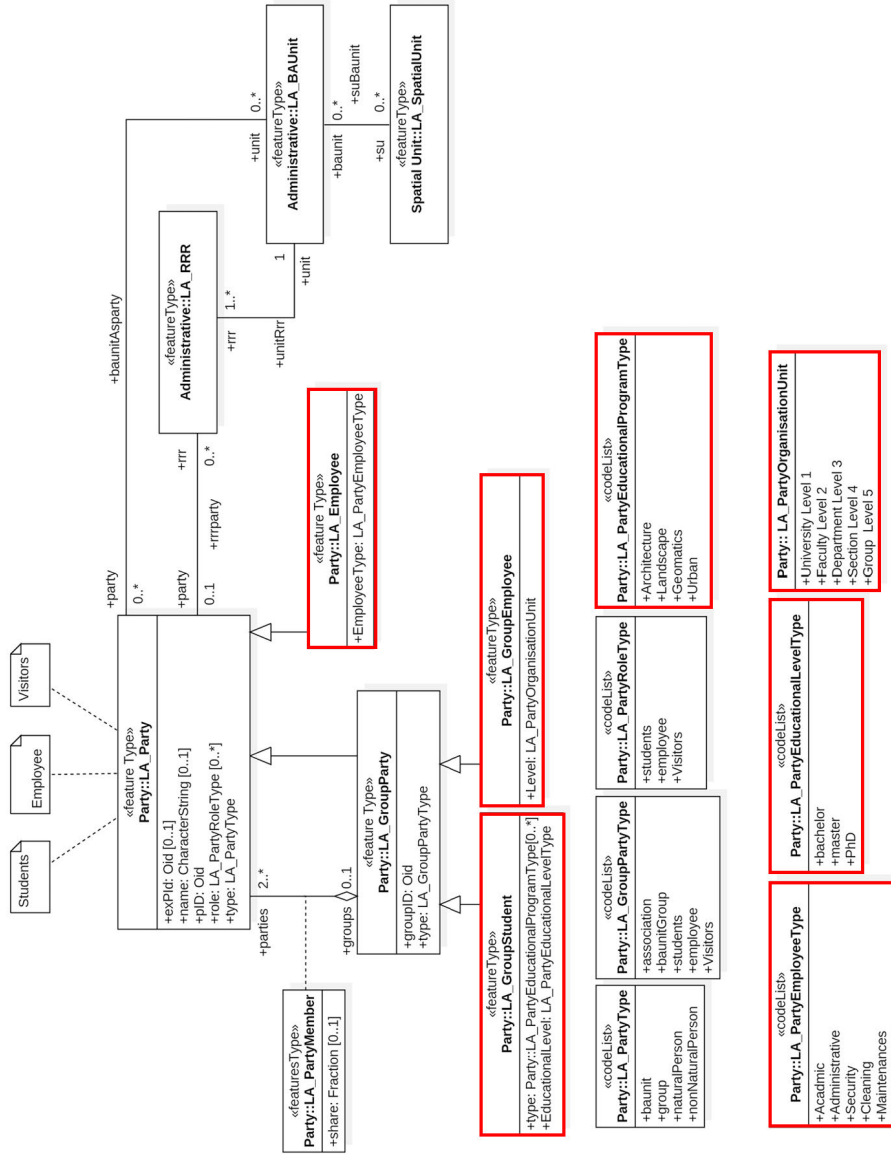 Students
Employee
Visitors
«feature Type»
Party::LA_Party
+exPId: Oid [0..1]
+name: CharacterString [0..1]
+pID: Oid
+role: LA_PartyRoleType [0..*]
+type: LA_PartyType
+party
0..*
+baunitAsparty
+unit
0..*
+party
0..1
+rrrparty
+rrr
0..*
«featureType»
Administrative::LA_RRR
+rrr
1..*
+unitRrr
1
+unit
«featureType»
Administrative::LA_BAUnit
+baunit
0..*
+suBaunit
+su
0..*
«featureType»
Spatial Unit::LA_SpatialUnit
+parties
2..*
+groups
0..1
«featuresType»
Party::LA_PartyMember
+share: Fraction [0..1]
«feature Type»
Party::LA_GroupParty
+groupID: Oid
+type: LA_GroupPartyType
«feature Type»
Party::LA_Employee
+EmployeeType: LA_PartyEmployeeType
«featureType»
Party::LA_GroupStudent
+type: Party::LA_PartyEducationalProgramType[0..*]
+EducationalLevel: LA_PartyEducationalLevelType
«featureType»
Party::LA_GroupEmployee
+Level: LA_PartyOrganisationUnit
«codeList»
Party::LA_PartyType
+baunit
+group
+naturalPerson
+nonNaturalPerson
«codeList»
Party::LA_GroupPartyType
+association
+baunitGroup
+students
+employee
+Visitors
«codeList»
Party::LA_PartyRoleType
+students
+employee
+Visitors
«codeList»
Party::LA_PartyEducationalProgramType
+Architecture
+Landscape
+Geomatics
+Urban
«codeList»
Party::LA_PartyEmployeeType
+Acadmic
+Administrative
+Security
+Cleaning
+Maintenances
«codeList»
Party::LA_PartyEducationalLevelType
+bachelor
+master
+PhD
Party:: LA_PartyOrganisationUnit
+University Level 1
+Faculty Level 2
+Department Level 3
+Section Level 4
+Group  Level 5